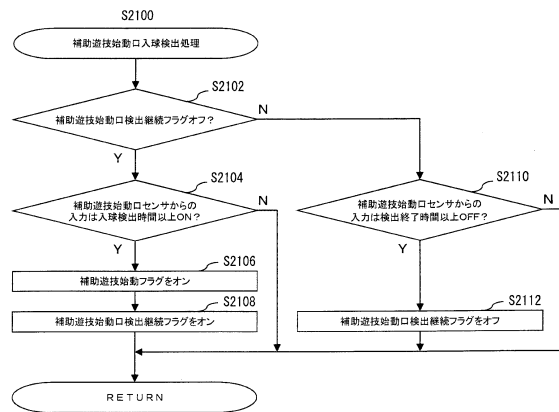 S2100
補助遊技始動口入球検出処理
S2102
補助遊技始動口検出継続フラグオフ?
N
Y
S2104
補助遊技始動口センサからの
入力は入球検出時間以上ON?
N
Y
S2110
補助遊技始動口センサからの
入力は検出終了時間以上OFF?
N
Y
S2106
補助遊技始動フラグをオン
S2108
補助遊技始動口検出継続フラグをオン
S2112
補助遊技始動口検出継続フラグをオフ
RETURN